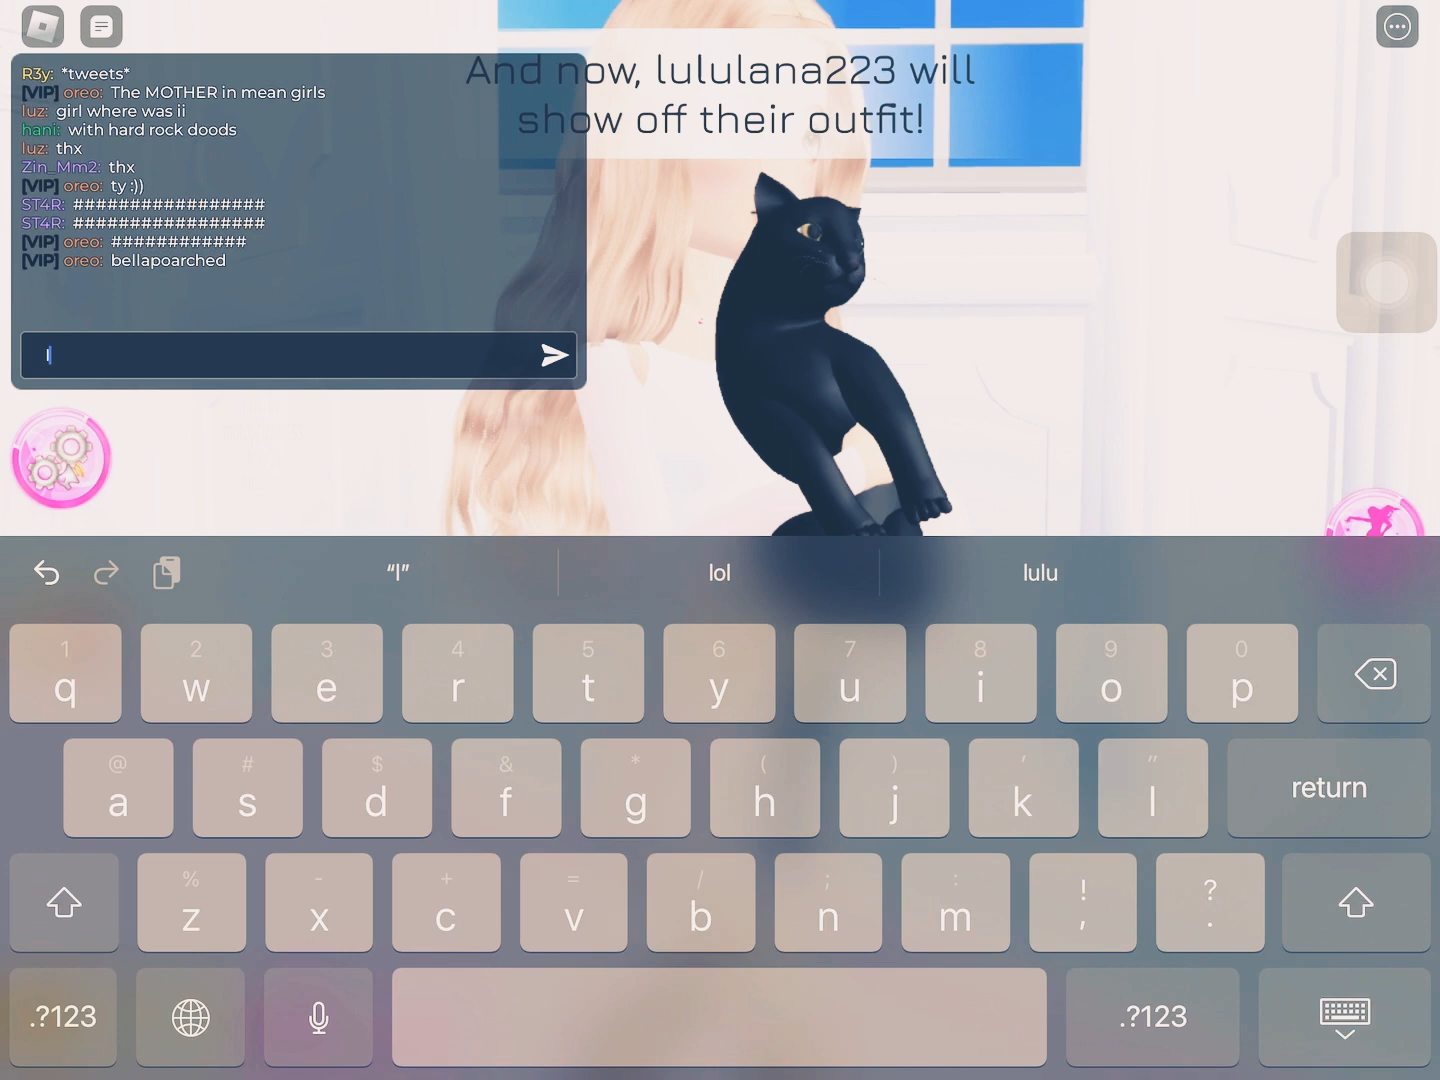 And now, lululana223 will
show off their outfit!
R3y: *tweets*
[VIP] oreo: The MOTHER in mean girls
luz: girl where was ii
hani: with hard rock doods
luz: thx
Zin_Mm2: thx
[VIP] oreo: ty :))
ST4R: #################
ST4R: #################
[VIP] oreo: ############
[VIP] oreo: bellapoarched
l
“l” lol lulu
1 2 3 4 5 6 7 8 9 0
q w e r t y u i o p
@ # $ & * ( ) ' "
a s d f g h j k l return
% - + = / ; : ! ?
z x c v b n m , .
.?123 .?123